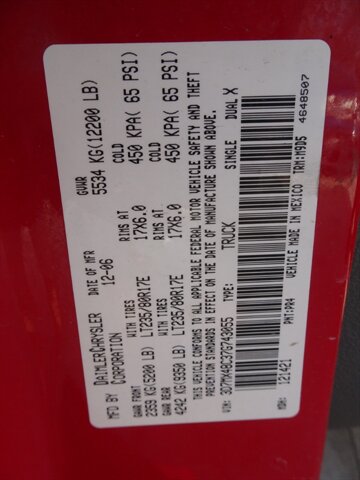 MFD BY DAIMLERCHRYSLER CORPORATION
DATE OF MFR 12-06
GVWR 5534 KG(12200 LB)
GAWR FRONT WITH TIRES RIMS AT COLD
2359 KG(5200 LB) LT235/80R17E 17X6.0 450 KPA( 65 PSI)
GAWR REAR WITH TIRES RIMS AT COLD
4242 KG(9350 LB) LT235/80R17E 17X6.0 450 KPA( 65 PSI)
THIS VEHICLE CONFORMS TO ALL APPLICABLE FEDERAL MOTOR VEHICLE SAFETY AND THEFT
PREVENTION STANDARDS IN EFFECT ON THE DATE OF MANUFACTURE SHOWN ABOVE.
VIN: 3D7MX48C37G743055 TYPE: TRUCK SINGLE DUAL X
MDH: 121421 PNT:PR4 VEHICLE MADE IN MEXICO TRM:M9D5
4648507